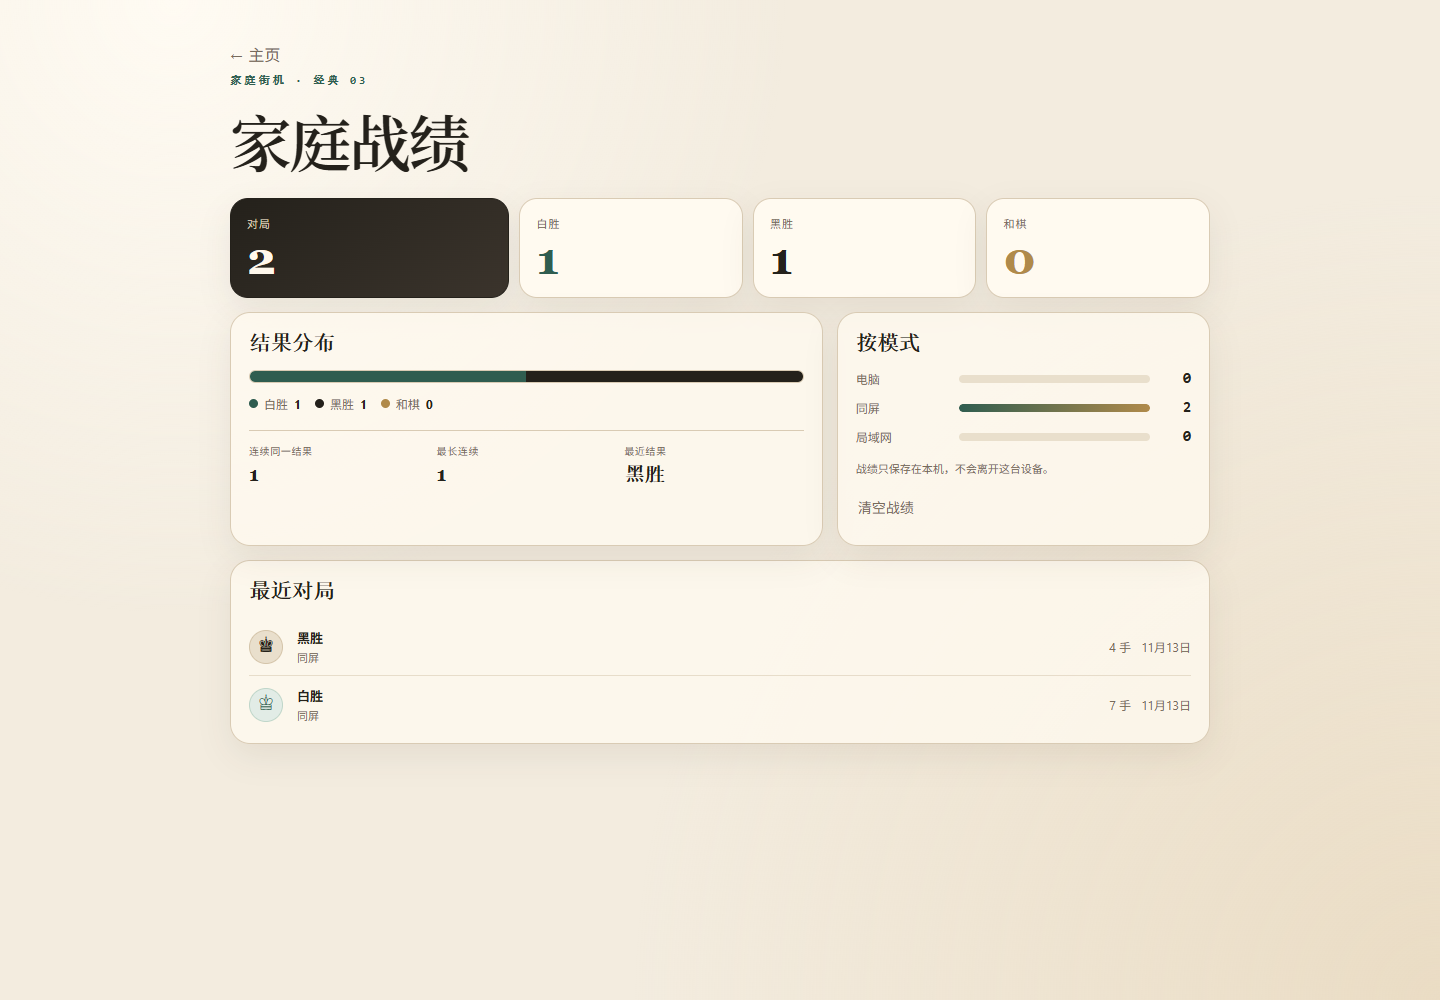 ← 主页
家庭街机 · 经典 03
家庭战绩
对局
2
白胜
1
黑胜
1
和棋
0
结果分布
白胜 1 黑胜 1 和棋 0
连续同一结果
1
最长连续
1
最近结果
黑胜
按模式
电脑 0
同屏 2
局域网 0
战绩只保存在本机，不会离开这台设备。
清空战绩
最近对局
黑胜
同屏
4 手 11月13日
白胜
同屏
7 手 11月13日